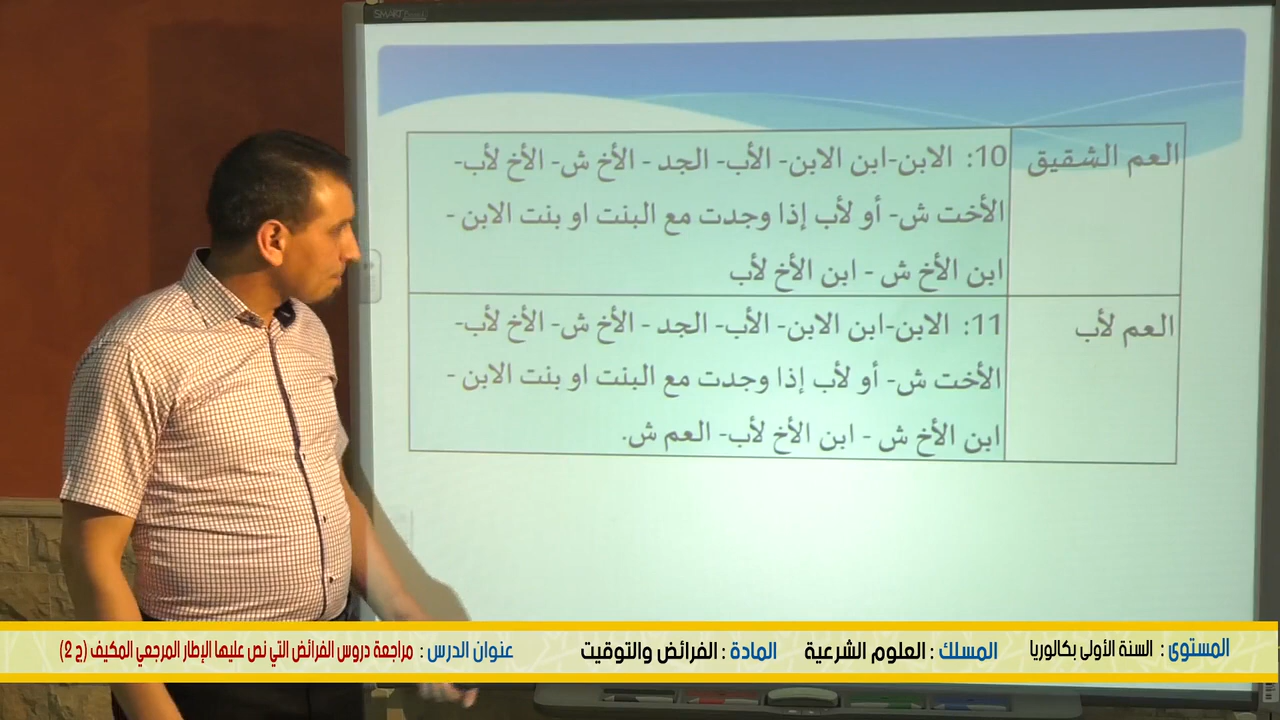 SMART Board
العم الشقيق
10: الابن-ابن الابن- الأب- الجد - الأخ ش- الأخ لأب-
الأخت ش- أو لأب إذا وجدت مع البنت او بنت الابن -
ابن الأخ ش - ابن الأخ لأب
العم لأب
11: الابن-ابن الابن- الأب- الجد - الأخ ش- الأخ لأب-
الأخت ش- أو لأب إذا وجدت مع البنت او بنت الابن -
ابن الأخ ش - ابن الأخ لأب- العم ش.
المستوى : السنة الأولى بكالوريا المسلك : العلوم الشرعية المادة : الفرائض والتوقيت عنوان الدرس : مراجعة دروس الفرائض التي نص عليها الإطار المرجعي المكيف (ج 2)